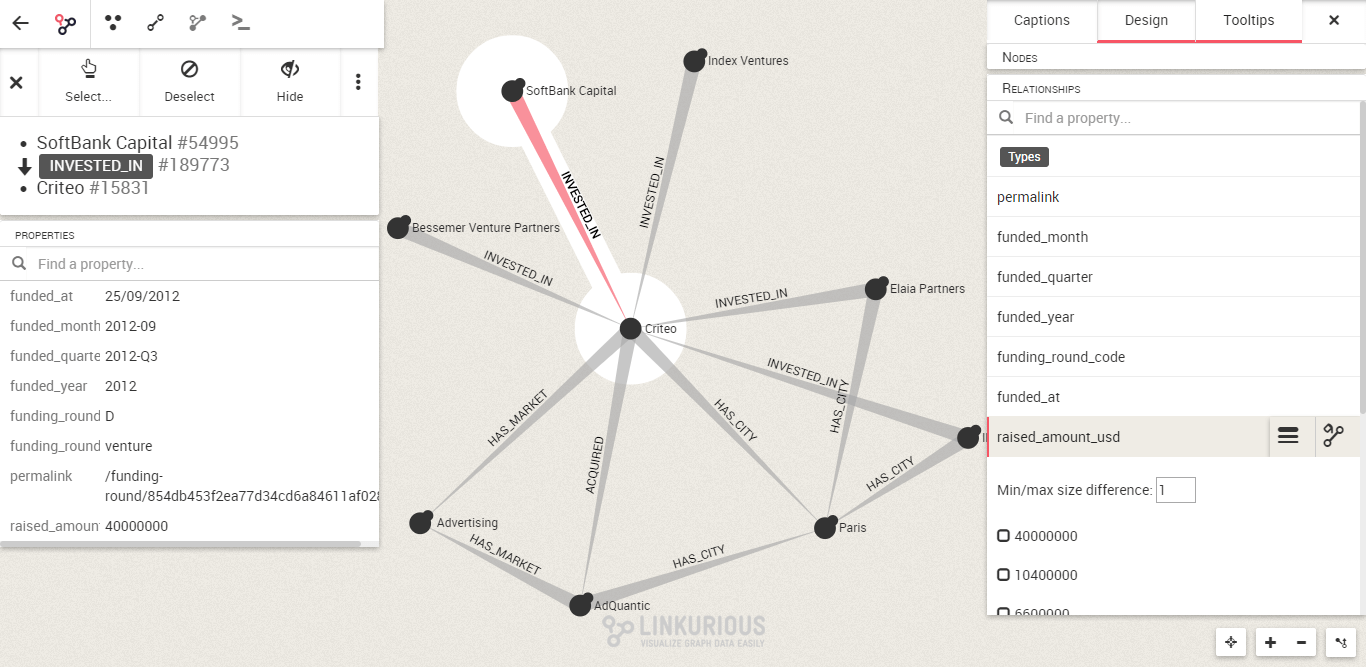 Select...
Deselect
Hide
SoftBank Capital #54995
INVESTED_IN #189773
Criteo #15831
PROPERTIES
Find a property...
funded_at 25/09/2012
funded_month 2012-09
funded_quarte 2012-Q3
funded_year 2012
funding_round D
funding_round venture
permalink /funding-
round/854db453f2ea77d34cd6a84611af028
raised_amoun 40000000
SoftBank Capital
Index Ventures
INVESTED_IN
INVESTED_IN
Bessemer Venture Partners
INVESTED_IN
Elaia Partners
INVESTED_IN
Criteo
INVESTED_IN
HAS_CITY
HAS_MARKET
HAS_CITY
ACQUIRED
HAS_CITY
Advertising
Paris
HAS_MARKET
HAS_CITY
AdQuantic
LINKURIOUS
VISUALIZE GRAPH DATA EASILY
Captions
Design
Tooltips
NODES
RELATIONSHIPS
Find a property...
Types
permalink
funded_month
funded_quarter
funded_year
funding_round_code
funded_at
raised_amount_usd
Min/max size difference: 1
40000000
10400000
6600000